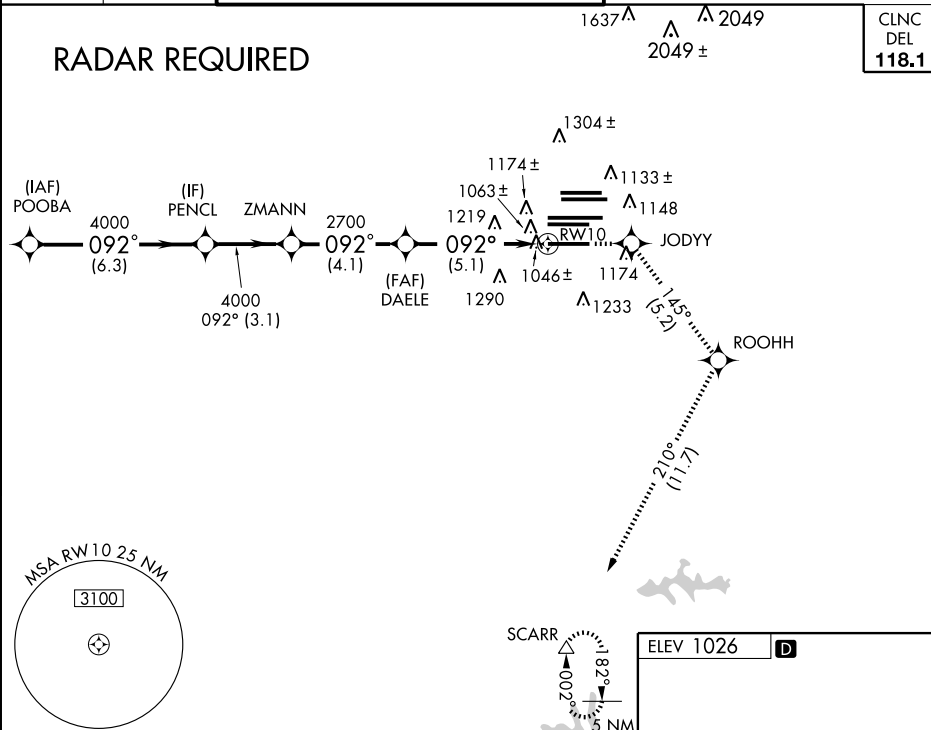 1637
2049
2049 ±
CLNC
DEL
118.1
RADAR REQUIRED
1304 ±
1174 ±
1133 ±
1063 ±
1148
1219
(IAF)
POOBA
(IF)
PENCL
ZMANN
4000
092°
(6.3)
2700
092°
(4.1)
092°
(5.1)
RW10
JODYY
(FAF)
DAELE
1046 ±
1174
1290
1233
4000
092° (3.1)
145°
(5.2)
ROOHH
210°
(11.7)
MSA RW10 25 NM
3100
SCARR
182°
002°
5 NM
ELEV 1026
D